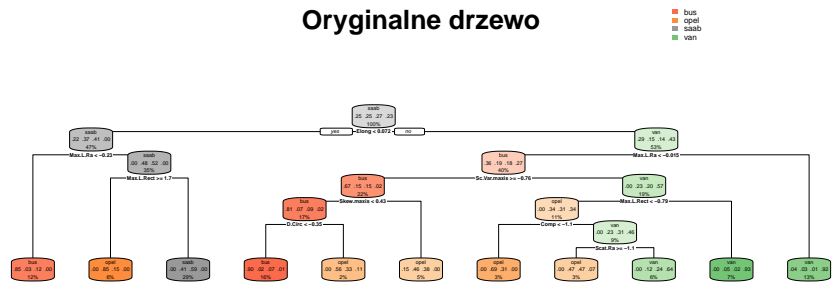 Oryginalne drzewo
bus
opel
saab
van
saab
.25 .25 .27 .23
100%
yes Elong < 0.072 no
saab
.22 .37 .41 .00
47%
Max.L.Ra < −0.23
van
.29 .15 .14 .43
53%
Max.L.Ra < −0.015
saab
.00 .48 .52 .00
35%
Max.L.Rect >= 1.7
bus
.36 .19 .18 .27
40%
Sc.Var.maxis >= −0.76
bus
.67 .15 .15 .02
22%
Skew.maxis < 0.43
van
.00 .23 .20 .57
19%
Max.L.Rect < −0.79
bus
.81 .07 .09 .02
17%
D.Circ < −0.35
opel
.00 .34 .31 .34
11%
Comp < −1.1
van
.00 .23 .31 .46
9%
Scat.Ra >= −1.1
bus
.85 .03 .12 .00
12%
opel
.00 .85 .15 .00
6%
saab
.00 .41 .59 .00
29%
bus
.90 .02 .07 .01
16%
opel
.00 .56 .33 .11
2%
opel
.15 .46 .38 .00
5%
opel
.00 .69 .31 .00
3%
opel
.00 .47 .47 .07
3%
van
.00 .12 .24 .64
6%
van
.00 .05 .02 .93
7%
van
.04 .03 .01 .92
13%